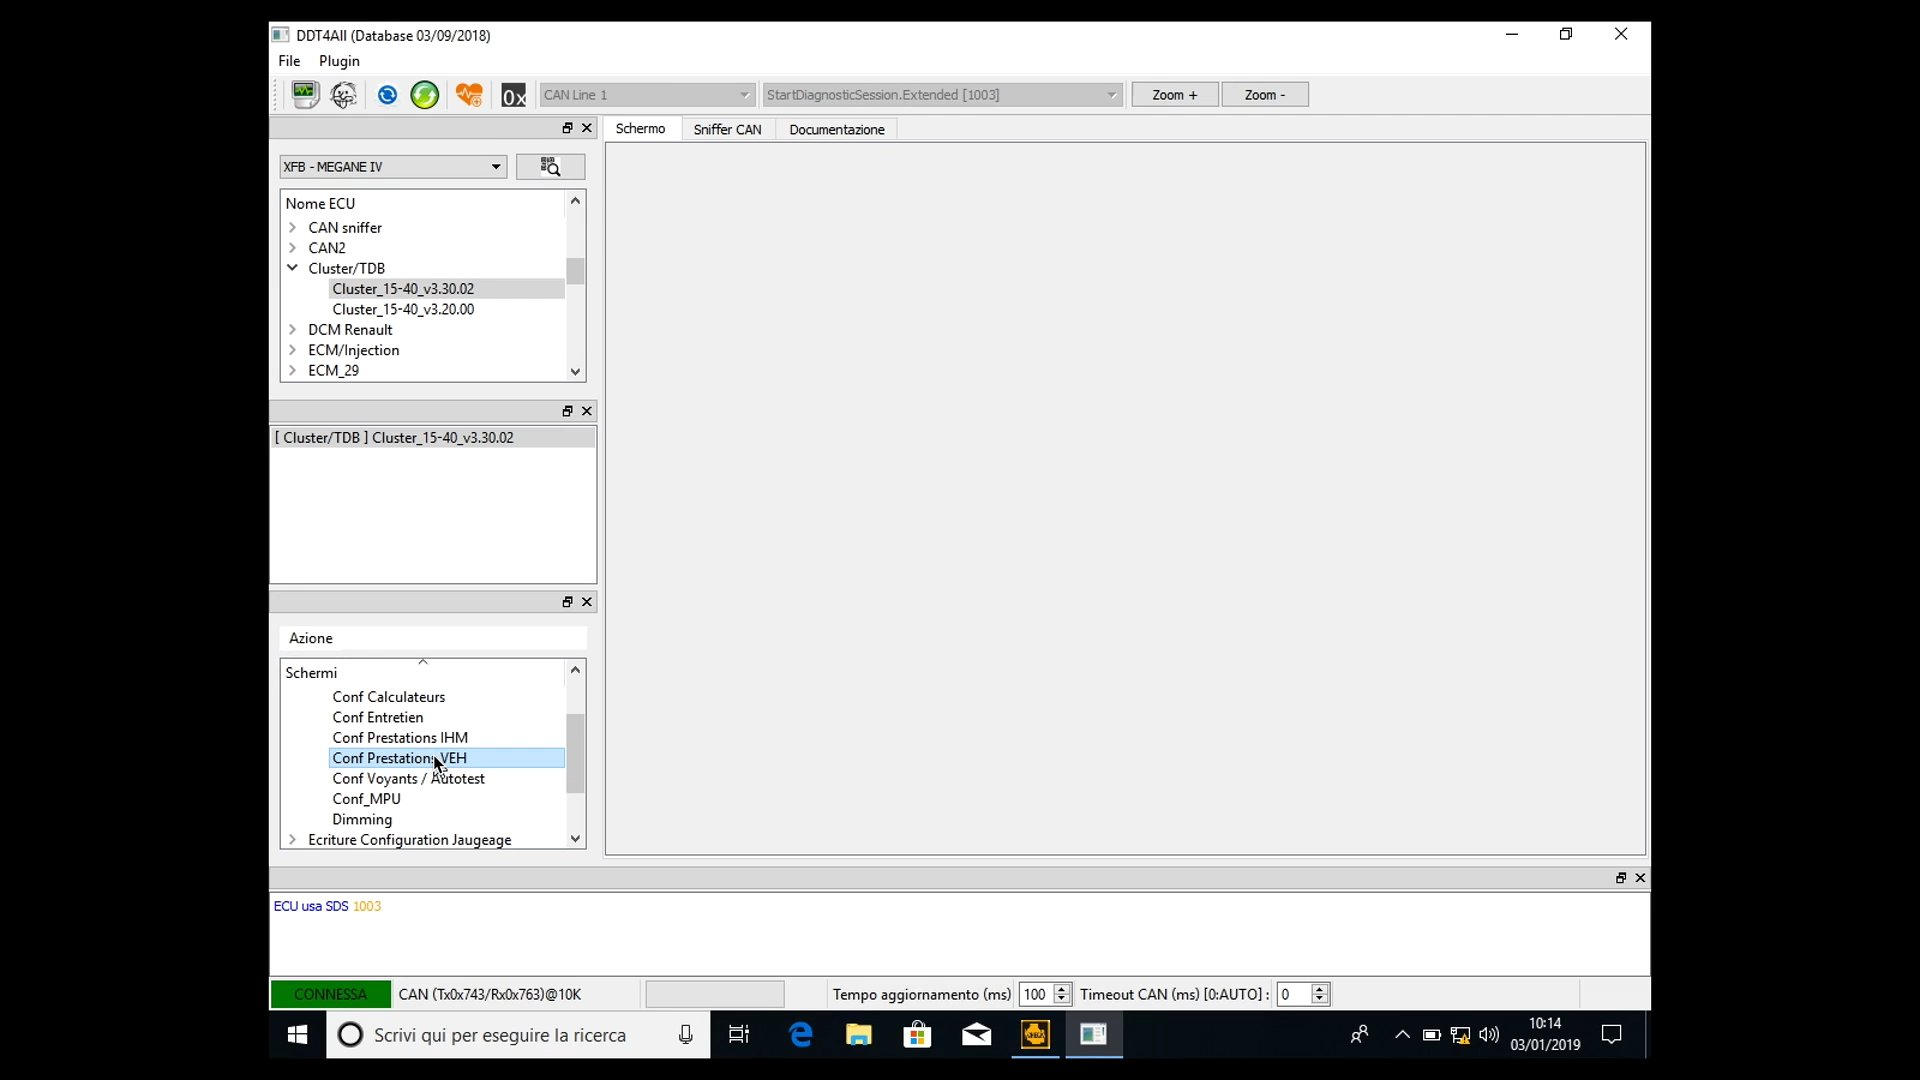 DDT4All (Database 03/09/2018)
File Plugin
0x CAN Line 1 StartDiagnosticSession.Extended [1003] Zoom + Zoom -
Schermo Sniffer CAN Documentazione
XFB - MEGANE IV
Nome ECU
CAN sniffer
CAN2
Cluster/TDB
Cluster_15-40_v3.30.02
Cluster_15-40_v3.20.00
DCM Renault
ECM/Injection
ECM_29
[ Cluster/TDB ] Cluster_15-40_v3.30.02
Azione
Schermi
Conf Calculateurs
Conf Entretien
Conf Prestations IHM
Conf Prestations VEH
Conf Voyants / Autotest
Conf_MPU
Dimming
Ecriture Configuration Jaugeage
ECU usa SDS 1003
CONNESSA CAN (Tx0x743/Rx0x763)@10K Tempo aggiornamento (ms) 100 Timeout CAN (ms) [0:AUTO] : 0
Scrivi qui per eseguire la ricerca
10:14
03/01/2019